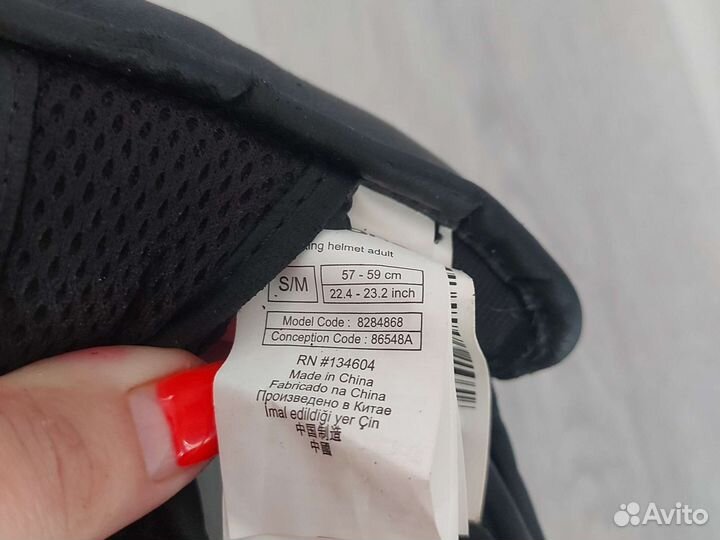 helmet adult
S/M
57 - 59 cm
22.4 - 23.2 inch
Model Code : 8284868
Conception Code : 86548A
RN #134604
Made in China
Fabricado na China
Произведено в Китае
İmal edildiği yer Çin
中国制造
中國
Avito